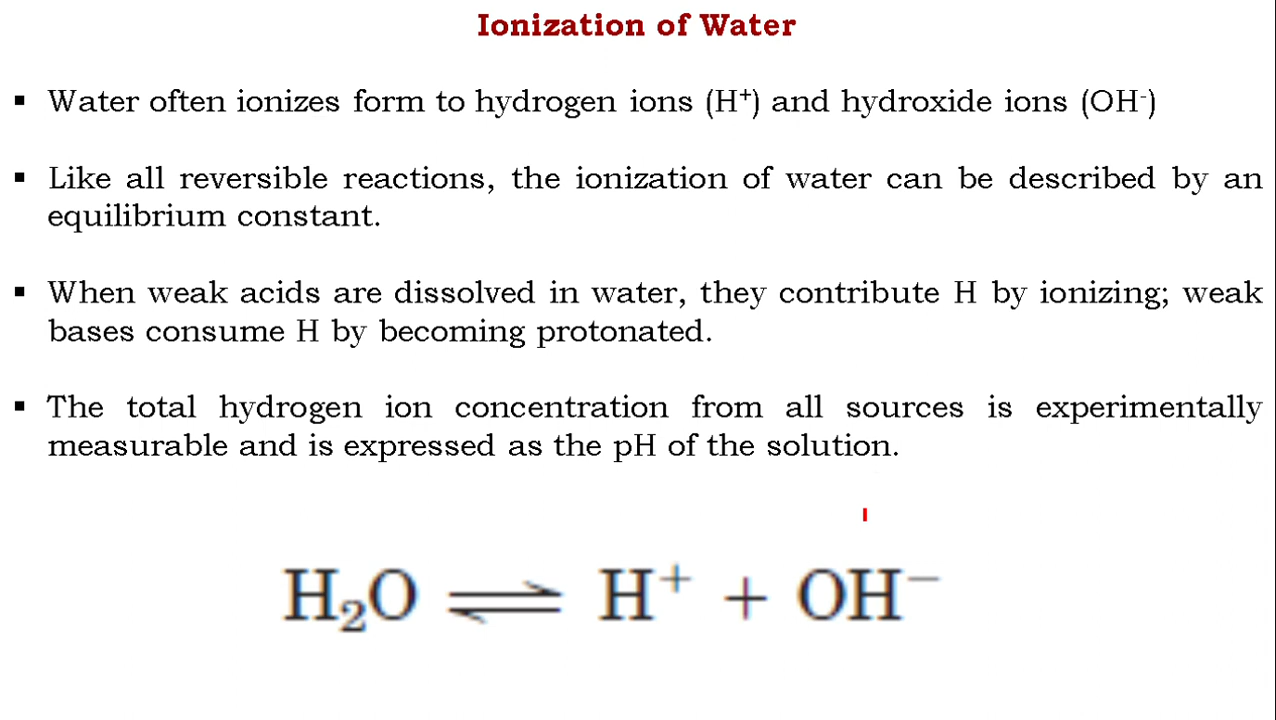 Ionization of Water
▪ Water often ionizes form to hydrogen ions (H⁺) and hydroxide ions (OH⁻)
▪ Like all reversible reactions, the ionization of water can be described by an
equilibrium constant.
▪ When weak acids are dissolved in water, they contribute H by ionizing; weak
bases consume H by becoming protonated.
▪ The total hydrogen ion concentration from all sources is experimentally
measurable and is expressed as the pH of the solution.
H₂O ⇌ H⁺ + OH⁻